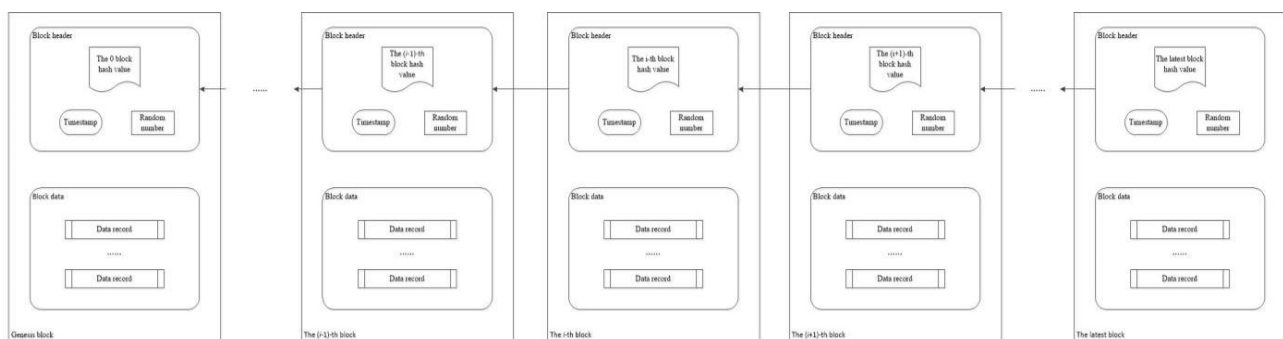 Block header
The 0 block
hash value
Timestamp
Random
number
Block data
Data record
......
Data record
Genesis block
......
Block header
The (i-1)-th
block hash
value
Timestamp
Random
number
Block data
Data record
......
Data record
The (i-1)-th block
Block header
The i-th block
hash value
Timestamp
Random
number
Block data
Data record
......
Data record
The i-th block
Block header
The (i+1)-th
block hash
value
Timestamp
Random
number
Block data
Data record
......
Data record
The (i+1)-th block
......
Block header
The latest block
hash value
Timestamp
Random
number
Block data
Data record
......
Data record
The latest block